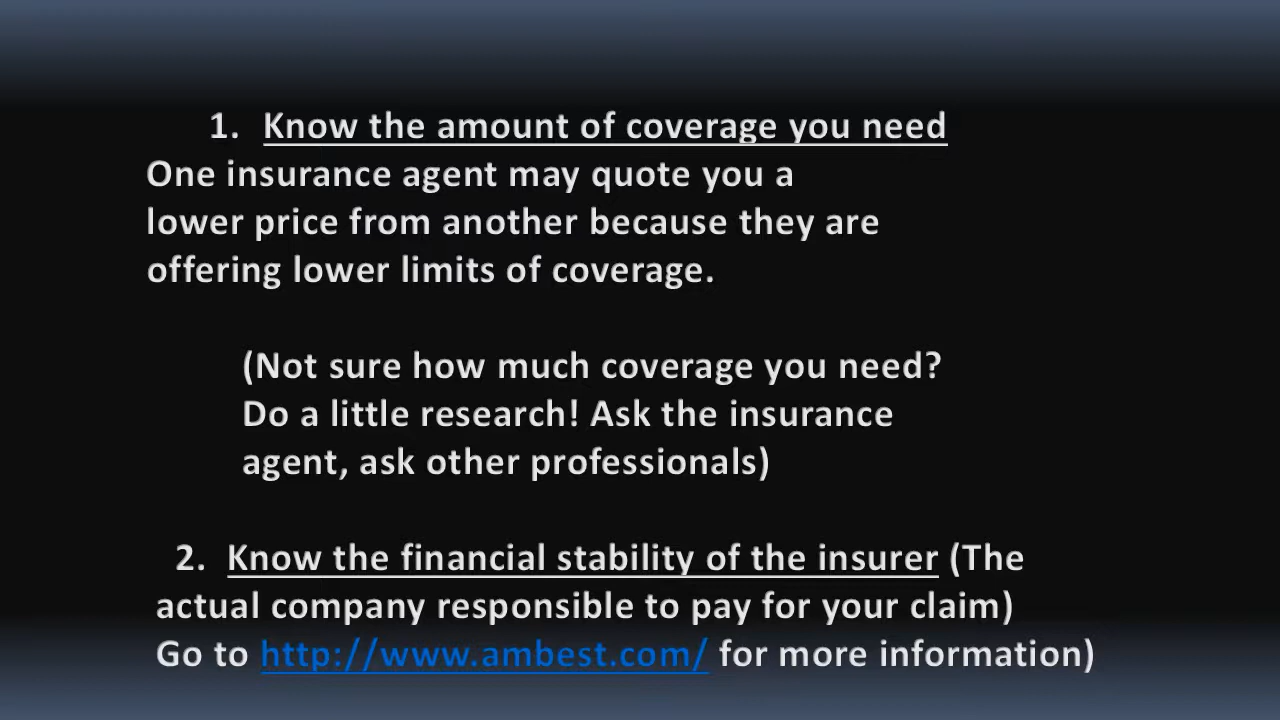 1. Know the amount of coverage you need
One insurance agent may quote you a
lower price from another because they are
offering lower limits of coverage.
(Not sure how much coverage you need?
Do a little research! Ask the insurance
agent, ask other professionals)
2. Know the financial stability of the insurer (The
actual company responsible to pay for your claim)
Go to http://www.ambest.com/ for more information)